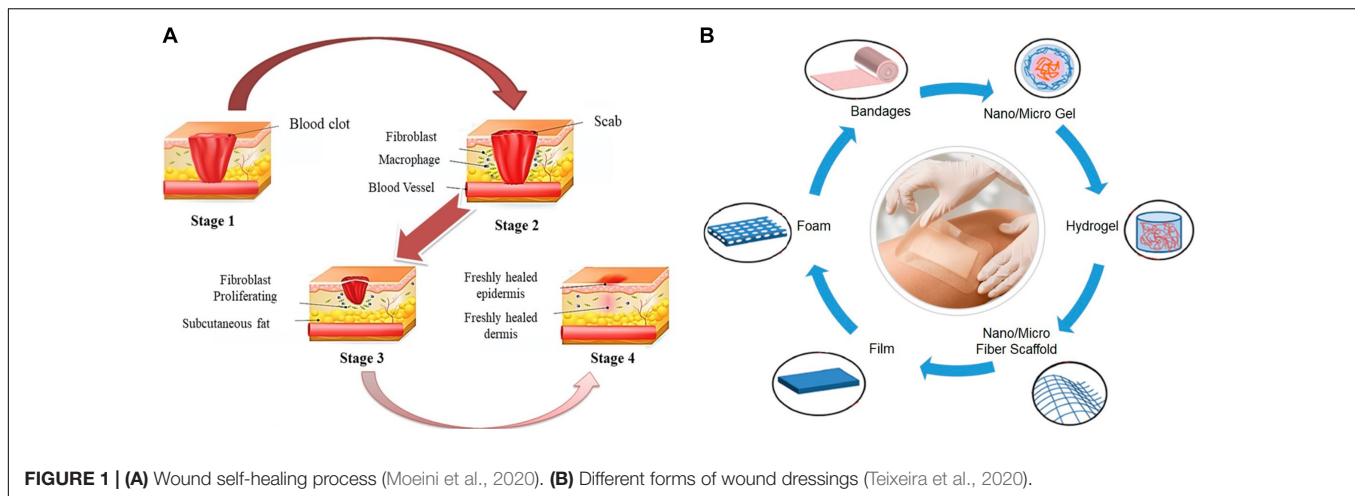 A
Blood clot
Stage 1
Fibroblast
Macrophage
Blood Vessel
Scab
Stage 2
Fibroblast
Proliferating
Subcutaneous fat
Stage 3
Freshly healed
epidermis
Freshly healed
dermis
Stage 4
B
Bandages
Nano/Micro Gel
Hydrogel
Nano/Micro
Fiber Scaffold
Film
Foam
FIGURE 1 | (A) Wound self-healing process (Moeini et al., 2020). (B) Different forms of wound dressings (Teixeira et al., 2020).